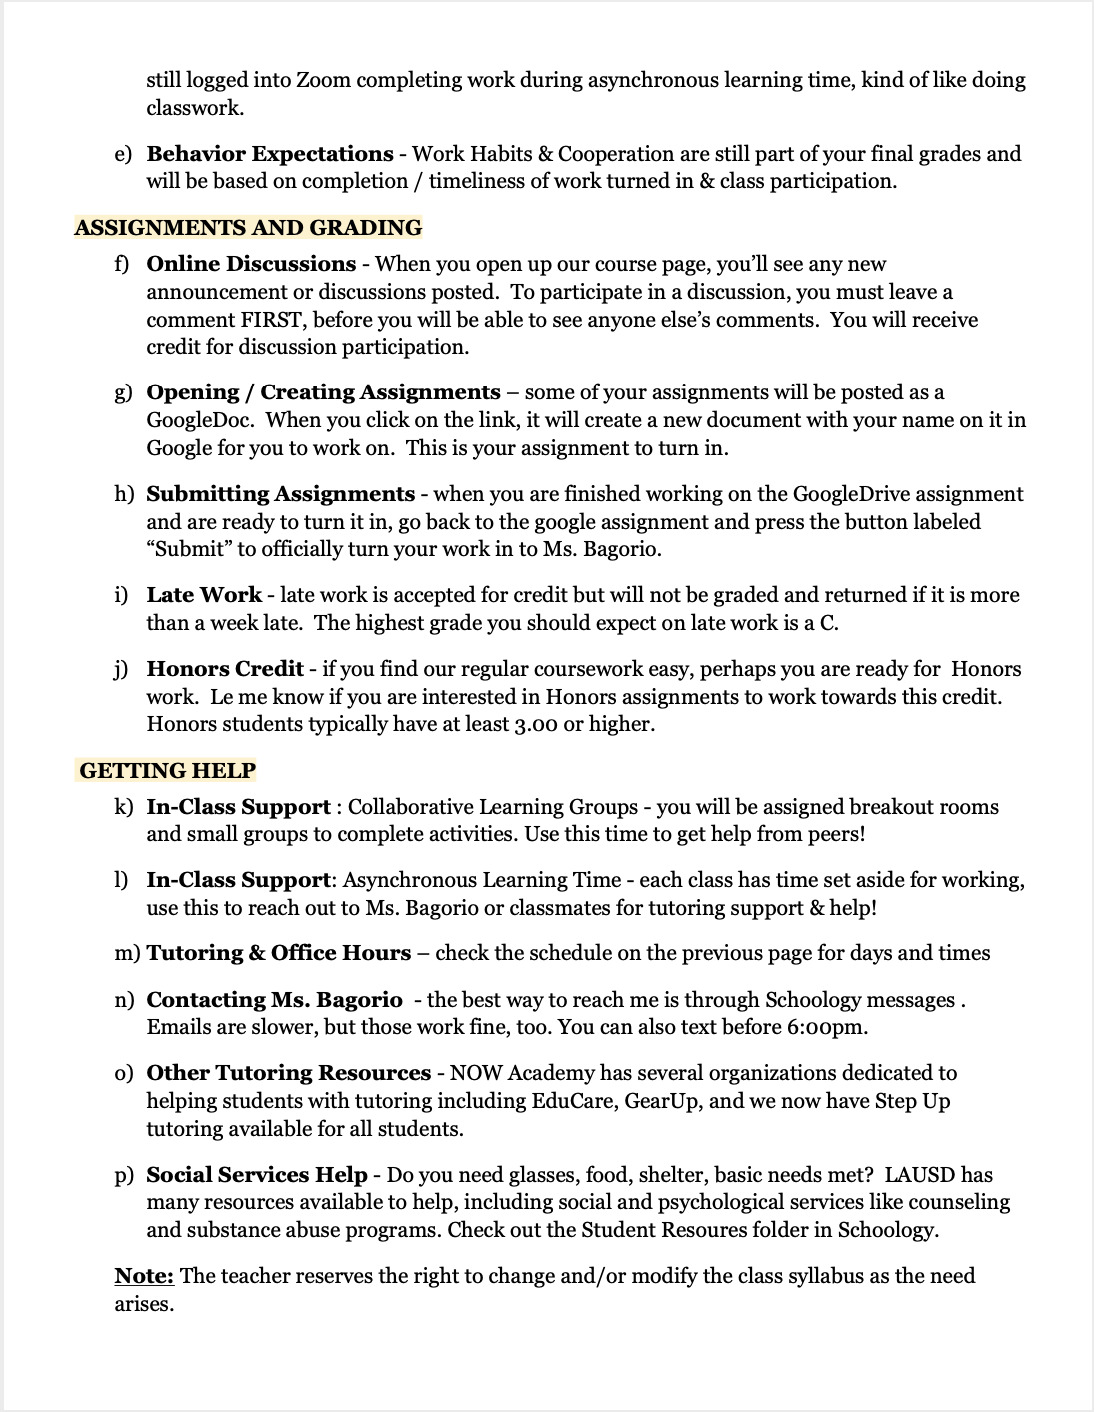 still logged into Zoom completing work during asynchronous learning time, kind of like doing
classwork.
e) Behavior Expectations - Work Habits & Cooperation are still part of your final grades and
will be based on completion / timeliness of work turned in & class participation.
ASSIGNMENTS AND GRADING
f) Online Discussions - When you open up our course page, you'll see any new
announcement or discussions posted.  To participate in a discussion, you must leave a
comment FIRST, before you will be able to see anyone else's comments.  You will receive
credit for discussion participation.
g) Opening / Creating Assignments – some of your assignments will be posted as a
GoogleDoc.  When you click on the link, it will create a new document with your name on it in
Google for you to work on.  This is your assignment to turn in.
h) Submitting Assignments - when you are finished working on the GoogleDrive assignment
and are ready to turn it in, go back to the google assignment and press the button labeled
“Submit” to officially turn your work in to Ms. Bagorio.
i) Late Work - late work is accepted for credit but will not be graded and returned if it is more
than a week late.  The highest grade you should expect on late work is a C.
j) Honors Credit - if you find our regular coursework easy, perhaps you are ready for  Honors
work.  Le me know if you are interested in Honors assignments to work towards this credit.
Honors students typically have at least 3.00 or higher.
GETTING HELP
k) In-Class Support : Collaborative Learning Groups - you will be assigned breakout rooms
and small groups to complete activities. Use this time to get help from peers!
l) In-Class Support: Asynchronous Learning Time - each class has time set aside for working,
use this to reach out to Ms. Bagorio or classmates for tutoring support & help!
m) Tutoring & Office Hours – check the schedule on the previous page for days and times
n) Contacting Ms. Bagorio  - the best way to reach me is through Schoology messages .
Emails are slower, but those work fine, too. You can also text before 6:00pm.
o) Other Tutoring Resources - NOW Academy has several organizations dedicated to
helping students with tutoring including EduCare, GearUp, and we now have Step Up
tutoring available for all students.
p) Social Services Help - Do you need glasses, food, shelter, basic needs met?  LAUSD has
many resources available to help, including social and psychological services like counseling
and substance abuse programs. Check out the Student Resoures folder in Schoology.
Note: The teacher reserves the right to change and/or modify the class syllabus as the need
arises.